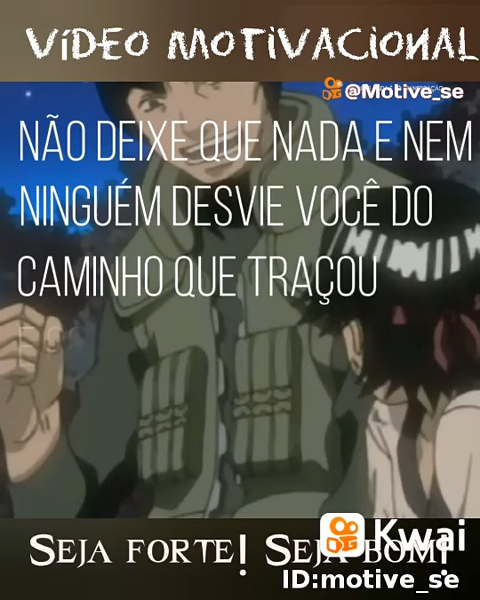 VÍDEO MOTIVACIONAL
@Motive_se
NÃO DEIXE QUE NADA E NEM
NINGUÉM DESVIE VOCÊ DO
CAMINHO QUE TRAÇOU
SEJA FORTE! SEJA BOM!
Kwai
ID:motive_se